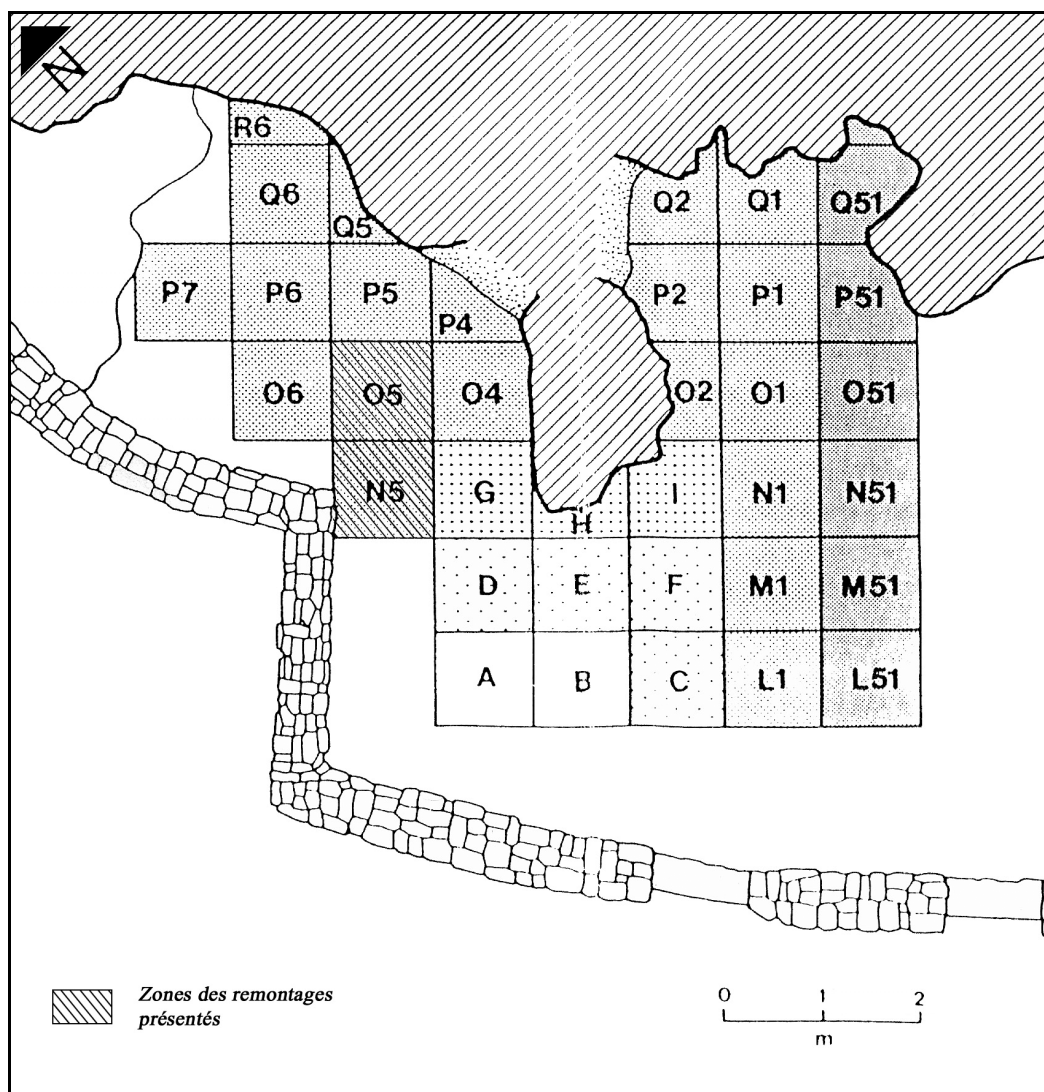 N
R6
Q6 Q5 Q2 Q1 Q51
P7 P6 P5 P4 P2 P1 P51
O6 O5 O4 O2 O1 O51
N5 G H I N1 N51
D E F M1 M51
A B C L1 L51
Zones des remontages
présentés
0 1 2
m